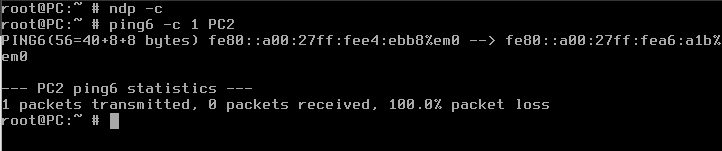 root@PC:~ # ndp -c
root@PC:~ # ping6 -c 1 PC2
PING6(56=40+8+8 bytes) fe80::a00:27ff:fee4:ebb8%em0 --> fe80::a00:27ff:fea6:a1b%
em0

--- PC2 ping6 statistics ---
1 packets transmitted, 0 packets received, 100.0% packet loss
root@PC:~ #